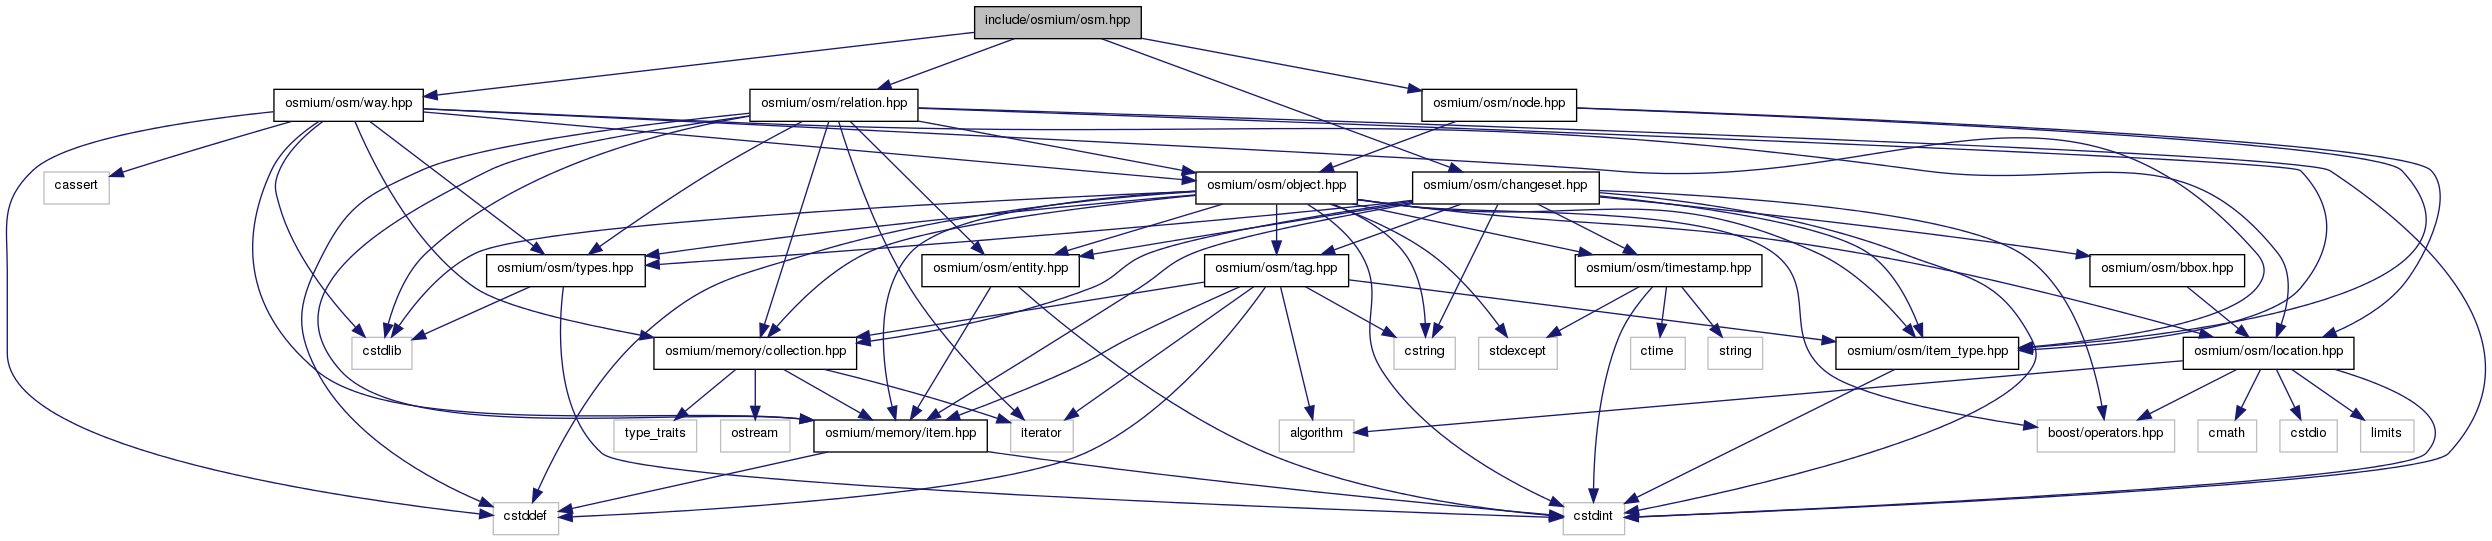 include/osmium/osm.hpp
osmium/osm/way.hpp
osmium/osm/relation.hpp
osmium/osm/node.hpp
cassert
osmium/osm/object.hpp
osmium/osm/changeset.hpp
osmium/osm/types.hpp
osmium/osm/entity.hpp
osmium/osm/tag.hpp
osmium/osm/timestamp.hpp
osmium/osm/bbox.hpp
cstdlib
osmium/memory/collection.hpp
cstring
stdexcept
ctime
string
osmium/osm/item_type.hpp
osmium/osm/location.hpp
type_traits
ostream
osmium/memory/item.hpp
iterator
algorithm
boost/operators.hpp
cmath
cstdio
limits
cstddef
cstdint